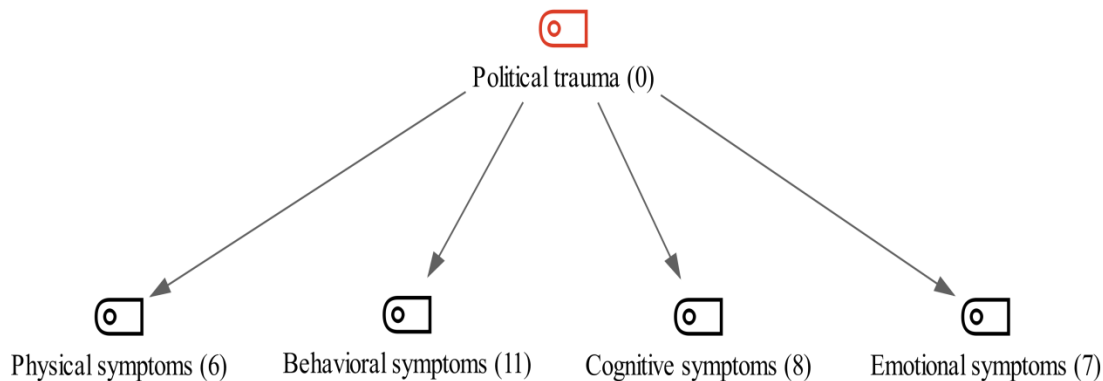 Political trauma (0)
Physical symptoms (6)
Behavioral symptoms (11)
Cognitive symptoms (8)
Emotional symptoms (7)